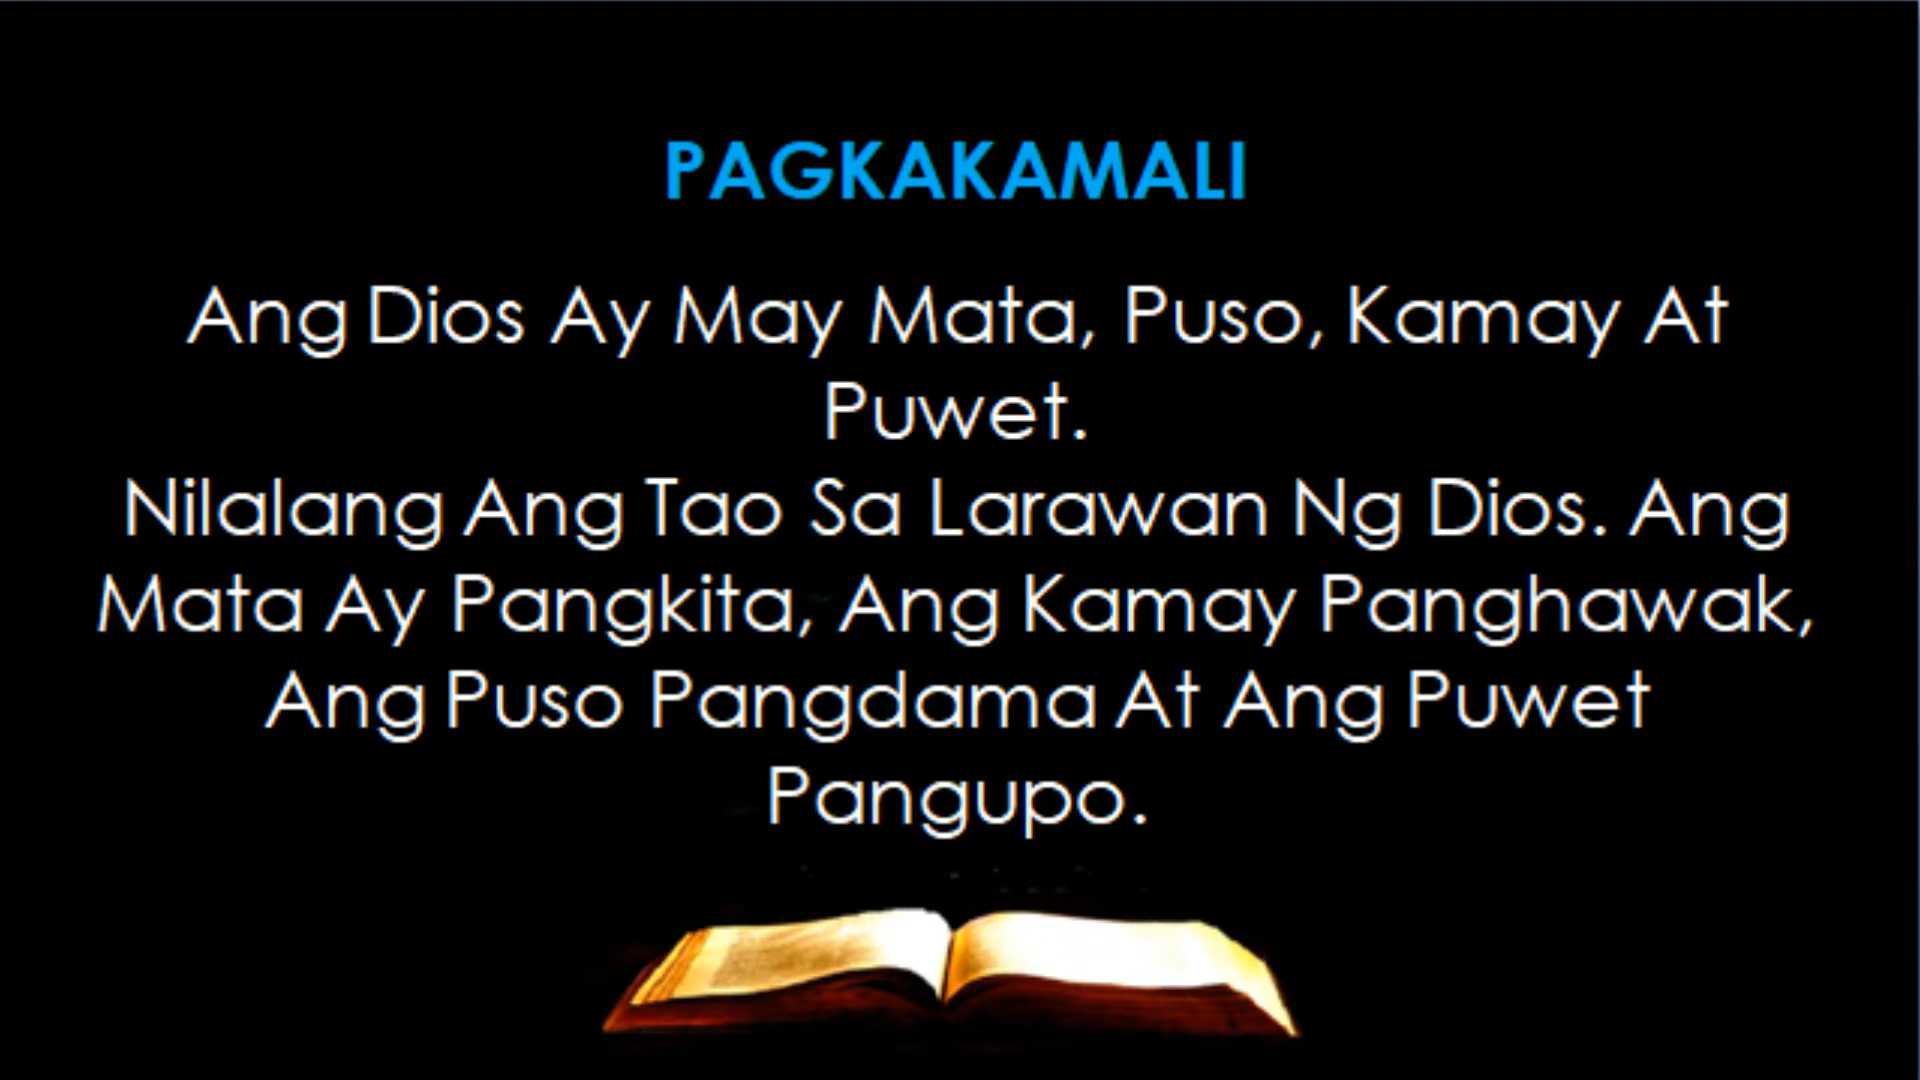 PAGKAKAMALI
Ang Dios Ay May Mata, Puso, Kamay At
Puwet.
Nilalang Ang Tao Sa Larawan Ng Dios. Ang
Mata Ay Pangkita, Ang Kamay Panghawak,
Ang Puso Pangdama At Ang Puwet
Pangupo.